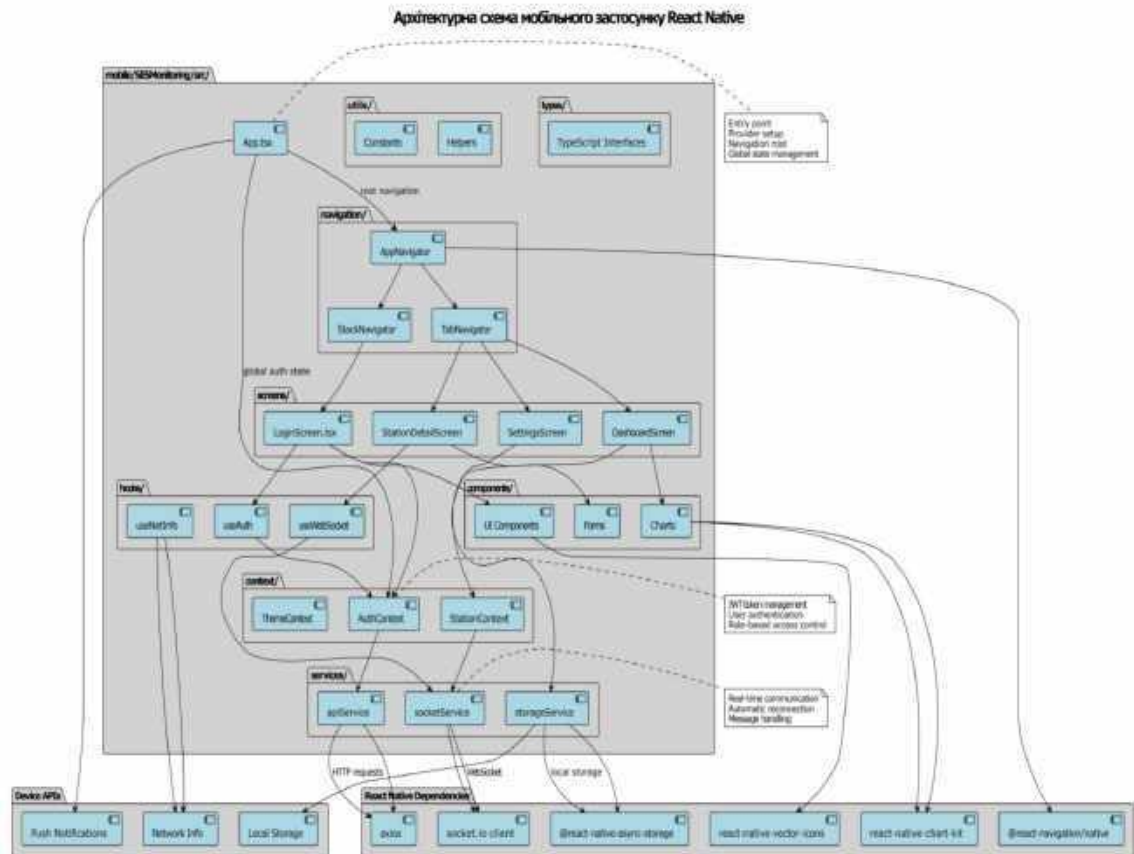 Архітектурна схема мобільного застосунку React Native
mobile/SESMonitoring/src/
utils/
types/
App.tsx
Constants
Helpers
TypeScript Interfaces
Entry point
Provider setup
Navigation root
Global state management
root navigation
navigation/
AppNavigator
StackNavigator
TabNavigator
global auth state
screens/
LoginScreen.tsx
StationDetailScreen
SettingsScreen
DashboardScreen
hooks/
components/
useNetInfo
useAuth
useWebSocket
UI Components
Forms
Charts
context/
ThemeContext
AuthContext
StationContext
JWT token management
User authentication
Role-based access control
services/
apiService
socketService
storageService
Real-time communication
Automatic reconnection
Message handling
HTTP requests
WebSocket
local storage
Device APIs
React Native Dependencies
Push Notifications
Network Info
Local Storage
axios
socket.io client
@react-native-async-storage
react-native-vector-icons
react-native-chart-kit
@react-navigation/native